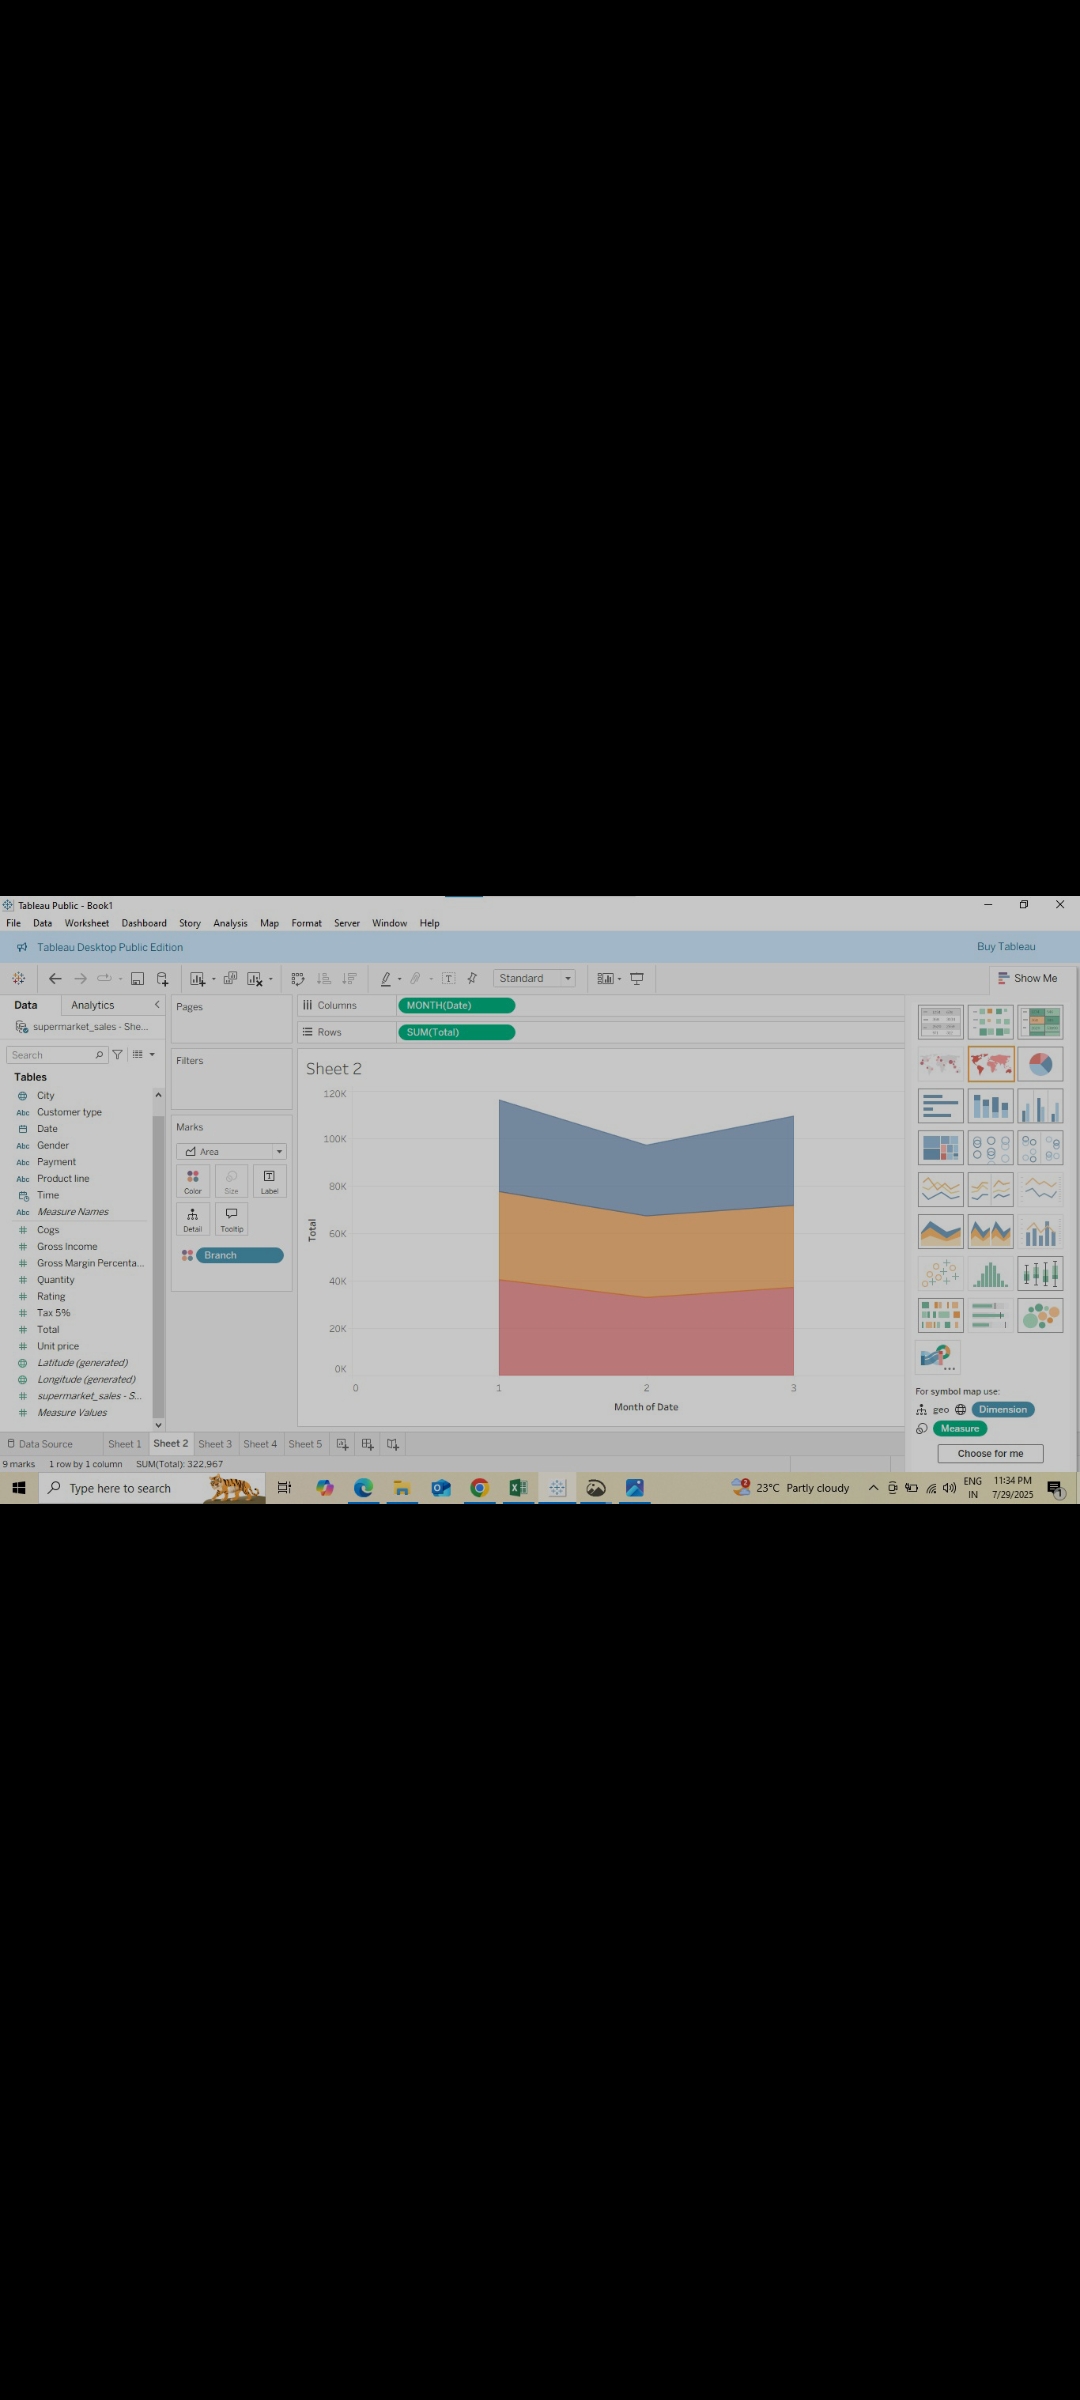 Tableau Public - Book1
File Data Worksheet Dashboard Story Analysis Map Format Server Window Help
Tableau Desktop Public Edition
Buy Tableau
Standard
Show Me
Data Analytics
supermarket_sales - She...
Search
Tables
City
Abc Customer type
Date
Abc Gender
Abc Payment
Abc Product line
Time
Abc Measure Names
# Cogs
# Gross Income
# Gross Margin Percenta...
# Quantity
# Rating
# Tax 5%
# Total
# Unit price
Latitude (generated)
Longitude (generated)
# supermarket_sales - S...
# Measure Values
Pages
Filters
Marks
Area
Color Size Label
Detail Tooltip
Branch
Columns MONTH(Date)
Rows SUM(Total)
Sheet 2
120K
100K
80K
60K
40K
20K
0K
Total
0 1 2 3
Month of Date
For symbol map use:
geo Dimension
Measure
Choose for me
Data Source Sheet 1 Sheet 2 Sheet 3 Sheet 4 Sheet 5
9 marks 1 row by 1 column SUM(Total): 322,967
Type here to search
23°C Partly cloudy
ENG
IN
11:34 PM
7/29/2025